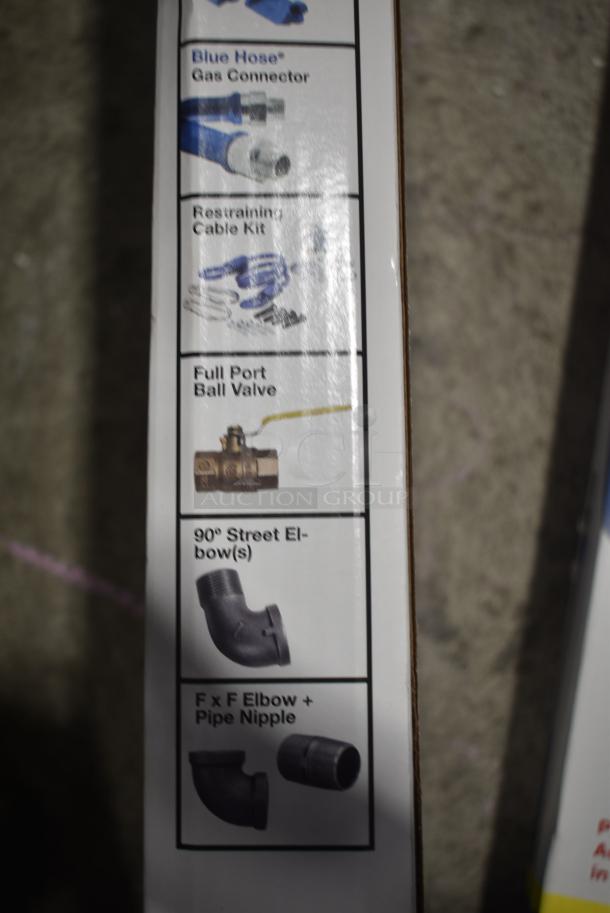 Blue Hose®
Gas Connector
Restraining
Cable Kit
Full Port
Ball Valve
AUCTION GROUP
90° Street El-
bow(s)
F x F Elbow +
Pipe Nipple
in